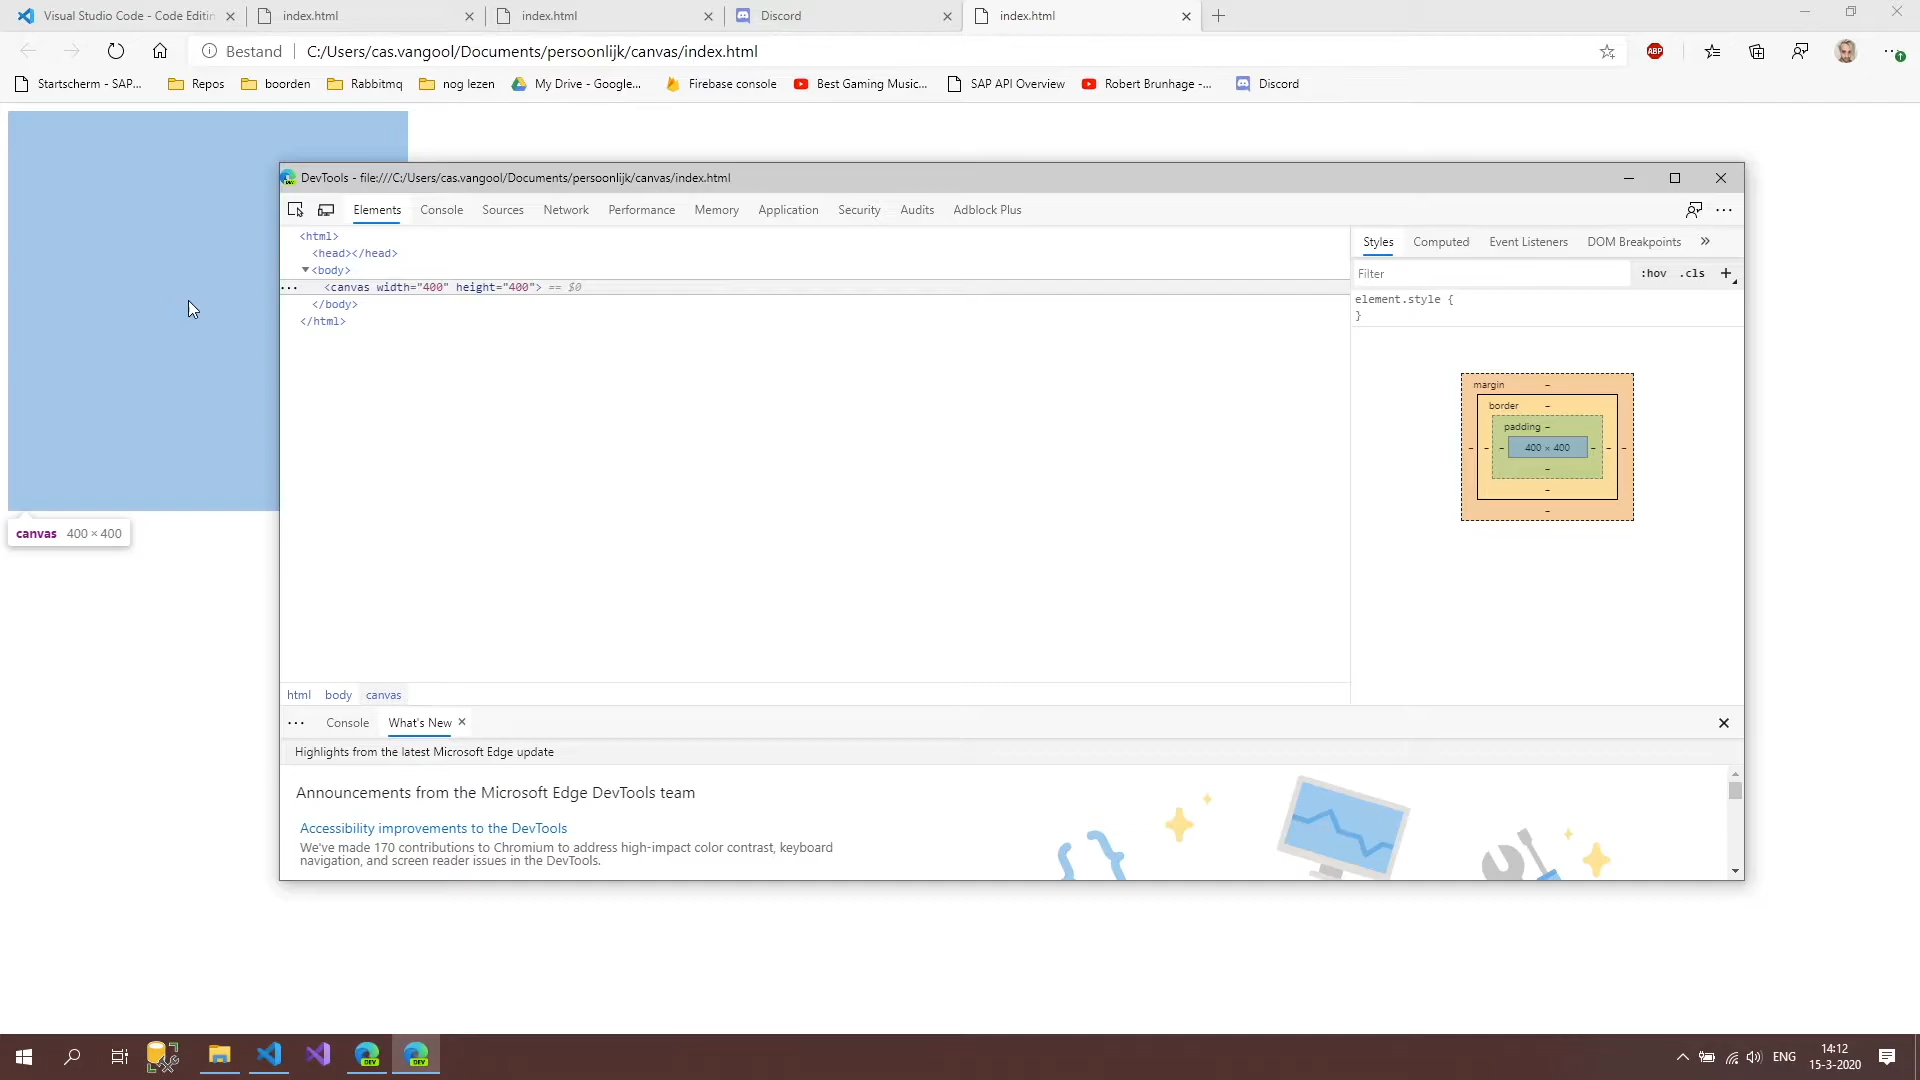 Visual Studio Code - Code Editin
index.html
index.html
Discord
index.html
Bestand
C:/Users/cas.vangool/Documents/persoonlijk/canvas/index.html
ABP
Startscherm - SAP...
Repos
boorden
Rabbitmq
nog lezen
My Drive - Google...
Firebase console
Best Gaming Music...
SAP API Overview
Robert Brunhage -...
Discord
DevTools - file:///C:/Users/cas.vangool/Documents/persoonlijk/canvas/index.html
Elements
Console
Sources
Network
Performance
Memory
Application
Security
Audits
Adblock Plus
<html>
<head></head>
<body>
<canvas width="400" height="400"> == $0
</body>
</html>
Styles
Computed
Event Listeners
DOM Breakpoints
Filter
:hov
.cls
element.style {
}
margin
border
padding
400 × 400
canvas 400 × 400
html
body
canvas
Console
What's New
Highlights from the latest Microsoft Edge update
Announcements from the Microsoft Edge DevTools team
Accessibility improvements to the DevTools
We've made 170 contributions to Chromium to address high-impact color contrast, keyboard
navigation, and screen reader issues in the DevTools.
DEV
DEV
ENG
14:12
15-3-2020